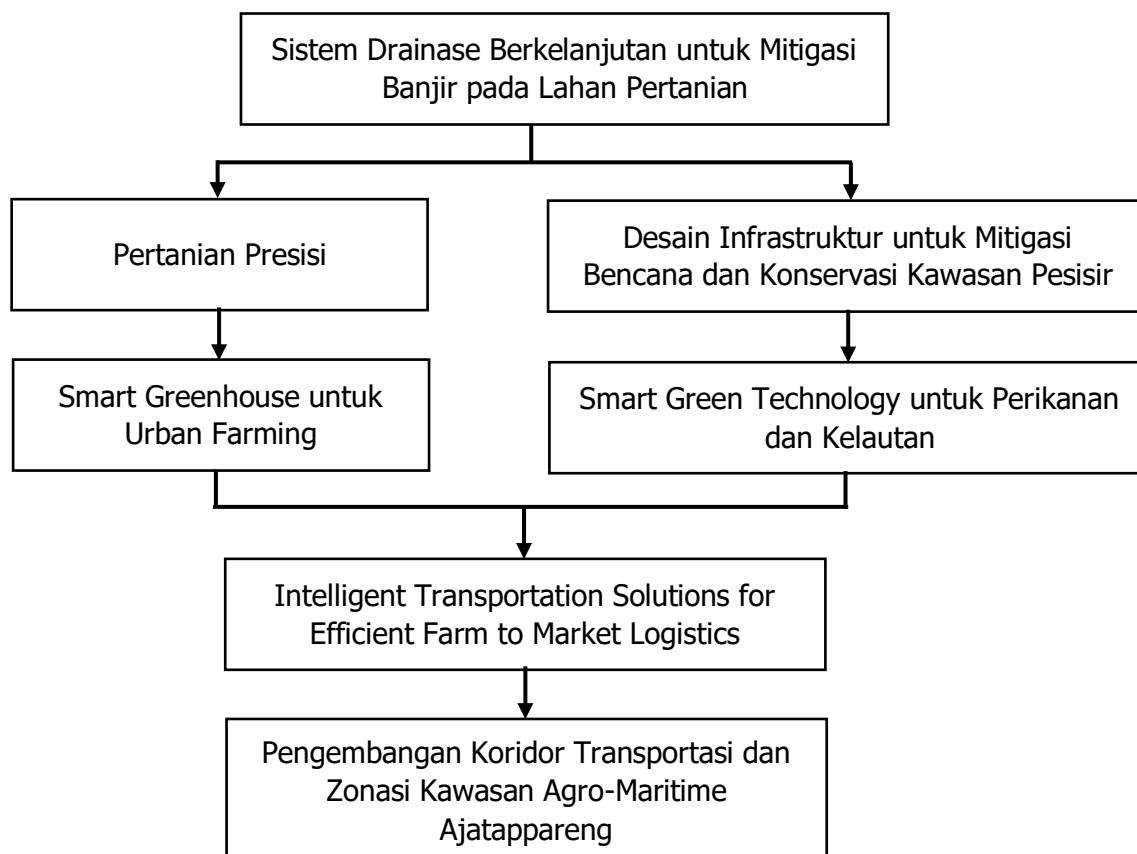 Sistem Drainase Berkelanjutan untuk Mitigasi
Banjir pada Lahan Pertanian
Pertanian Presisi
Desain Infrastruktur untuk Mitigasi
Bencana dan Konservasi Kawasan Pesisir
Smart Greenhouse untuk
Urban Farming
Smart Green Technology untuk Perikanan
dan Kelautan
Intelligent Transportation Solutions for
Efficient Farm to Market Logistics
Pengembangan Koridor Transportasi dan
Zonasi Kawasan Agro-Maritime
Ajatappareng